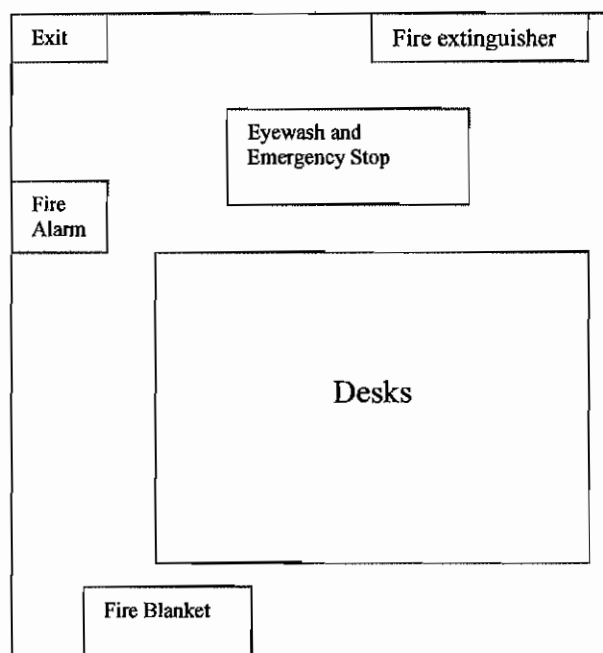 Exit
Fire extinguisher
Eyewash and
Emergency Stop
Fire
Alarm
Desks
Fire Blanket